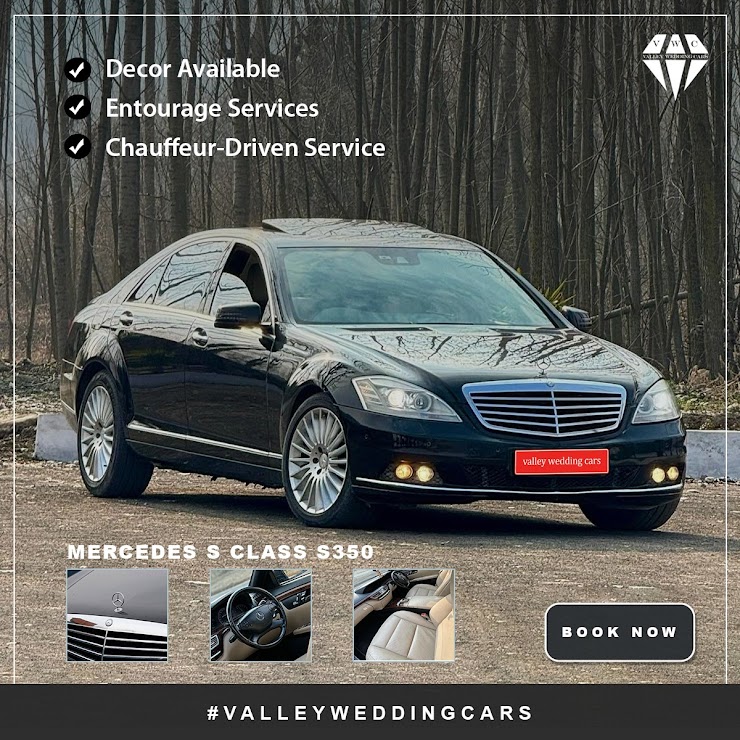 Decor Available
V W C
VALLEY WEDDING CARS
Entourage Services
Chauffeur-Driven Service
valley wedding cars
MERCEDES S CLASS S350
BOOK NOW
#VALLEYWEDDINGCARS